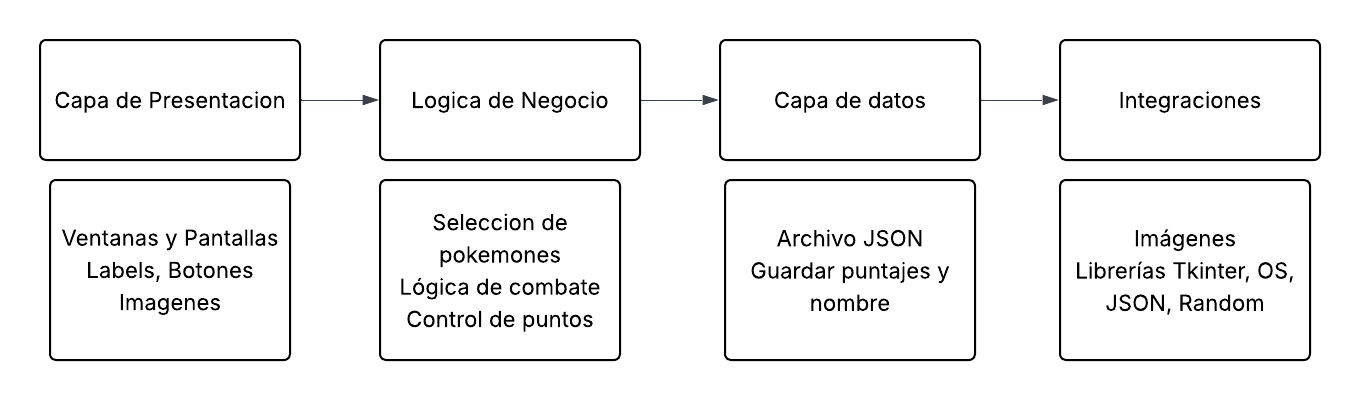 Capa de Presentacion
Logica de Negocio
Capa de datos
Integraciones
Ventanas y Pantallas
Labels, Botones
Imagenes
Seleccion de
pokemones
Lógica de combate
Control de puntos
Archivo JSON
Guardar puntajes y
nombre
Imágenes
Librerías Tkinter, OS,
JSON, Random